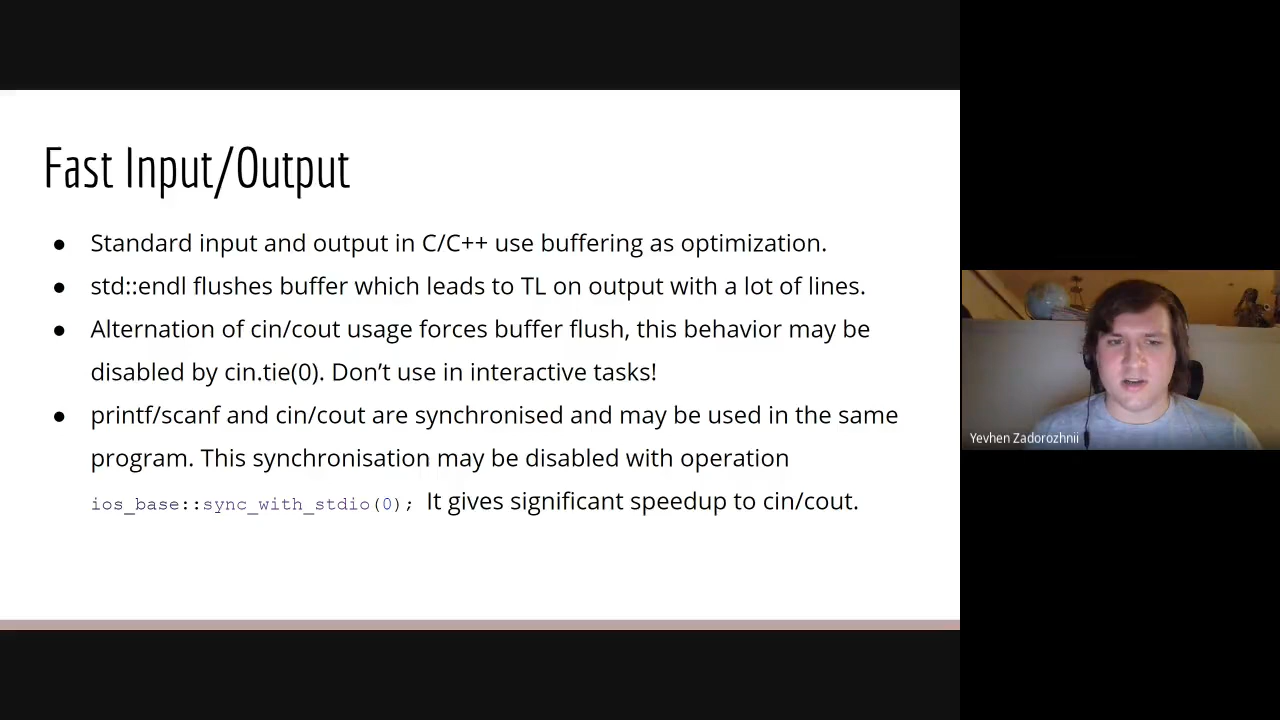 Fast Input/Output
● Standard input and output in C/C++ use buffering as optimization.
● std::endl flushes buffer which leads to TL on output with a lot of lines.
● Alternation of cin/cout usage forces buffer flush, this behavior may be
disabled by cin.tie(0). Don’t use in interactive tasks!
● printf/scanf and cin/cout are synchronised and may be used in the same
program. This synchronisation may be disabled with operation
ios_base::sync_with_stdio(0); It gives significant speedup to cin/cout.
Yevhen Zadorozhnii